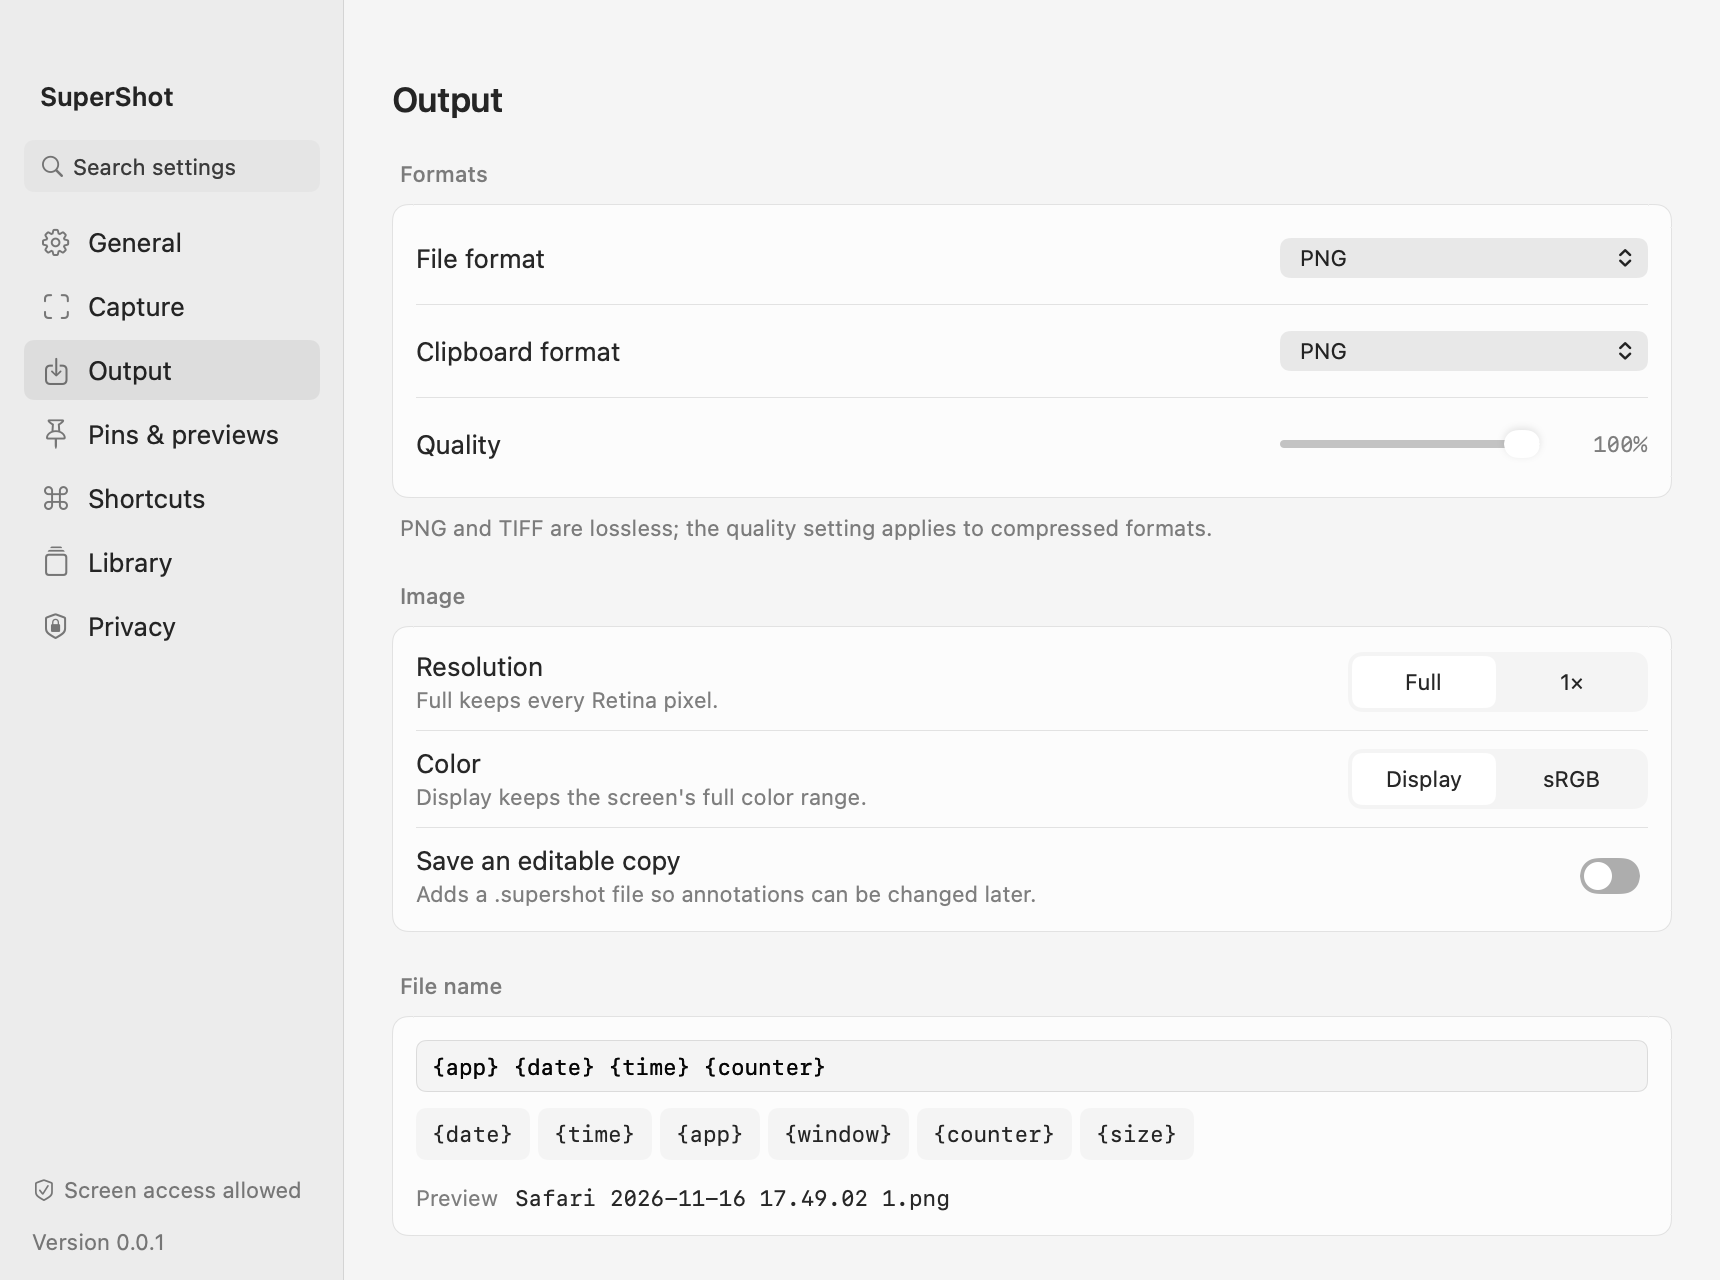 SuperShot
Search settings
General
Capture
Output
Pins & previews
Shortcuts
Library
Privacy
Screen access allowed
Version 0.0.1
Output
Formats
File format
PNG
Clipboard format
PNG
Quality
100%
PNG and TIFF are lossless; the quality setting applies to compressed formats.
Image
Resolution
Full keeps every Retina pixel.
Full 1×
Color
Display keeps the screen's full color range.
Display sRGB
Save an editable copy
Adds a .supershot file so annotations can be changed later.
File name
{app} {date} {time} {counter}
{date} {time} {app} {window} {counter} {size}
Preview Safari 2026-11-16 17.49.02 1.png